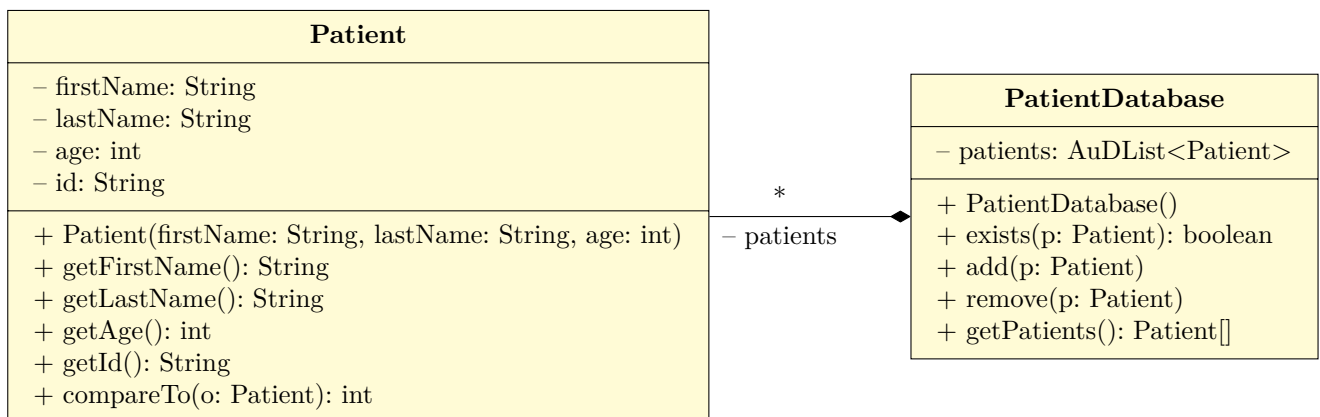 Patient
– firstName: String
– lastName: String
– age: int
– id: String
+ Patient(firstName: String, lastName: String, age: int)
+ getFirstName(): String
+ getLastName(): String
+ getAge(): int
+ getId(): String
+ compareTo(o: Patient): int
*
– patients
PatientDatabase
– patients: AuDList<Patient>
+ PatientDatabase()
+ exists(p: Patient): boolean
+ add(p: Patient)
+ remove(p: Patient)
+ getPatients(): Patient[]